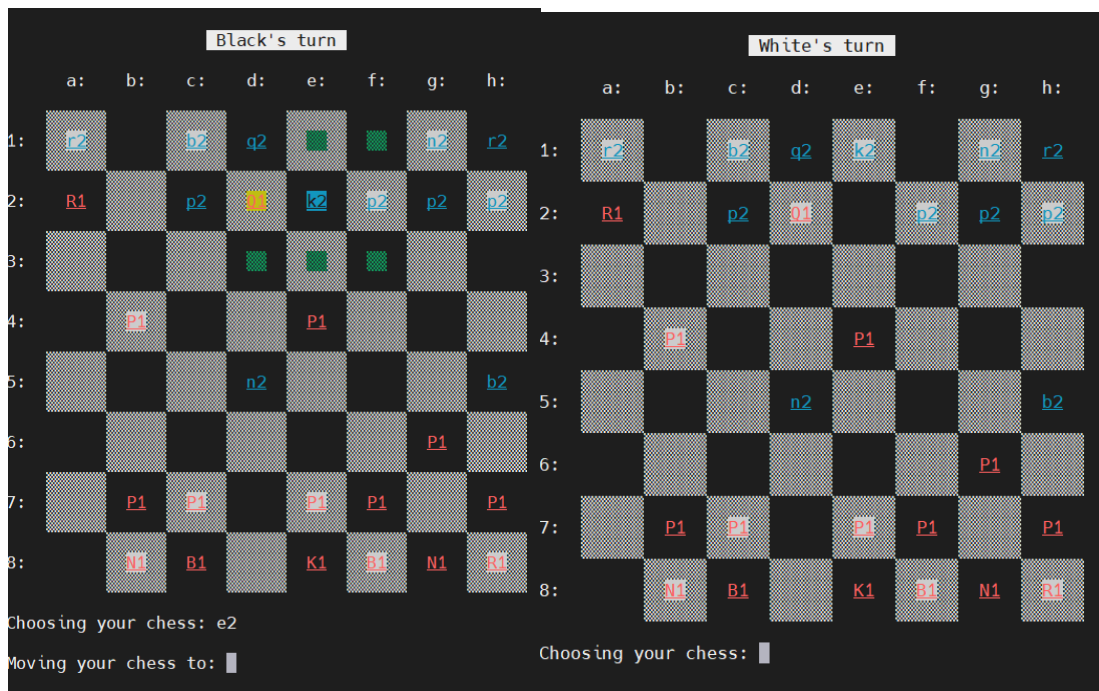 Black's turn
a: b: c: d: e: f: g: h:
1: r2 b2 q2 n2 r2
2: R1 p2 Q1 k2 p2 p2 p2
3:
4: P1 P1
5: n2 b2
6: P1
7: P1 P1 P1 P1 P1
8: N1 B1 K1 B1 N1 R1
Choosing your chess: e2
Moving your chess to:
White's turn
a: b: c: d: e: f: g: h:
1: r2 b2 q2 k2 n2 r2
2: R1 p2 Q1 p2 p2 p2
3:
4: P1 P1
5: n2 b2
6: P1
7: P1 P1 P1 P1 P1
8: N1 B1 K1 B1 N1 R1
Choosing your chess: